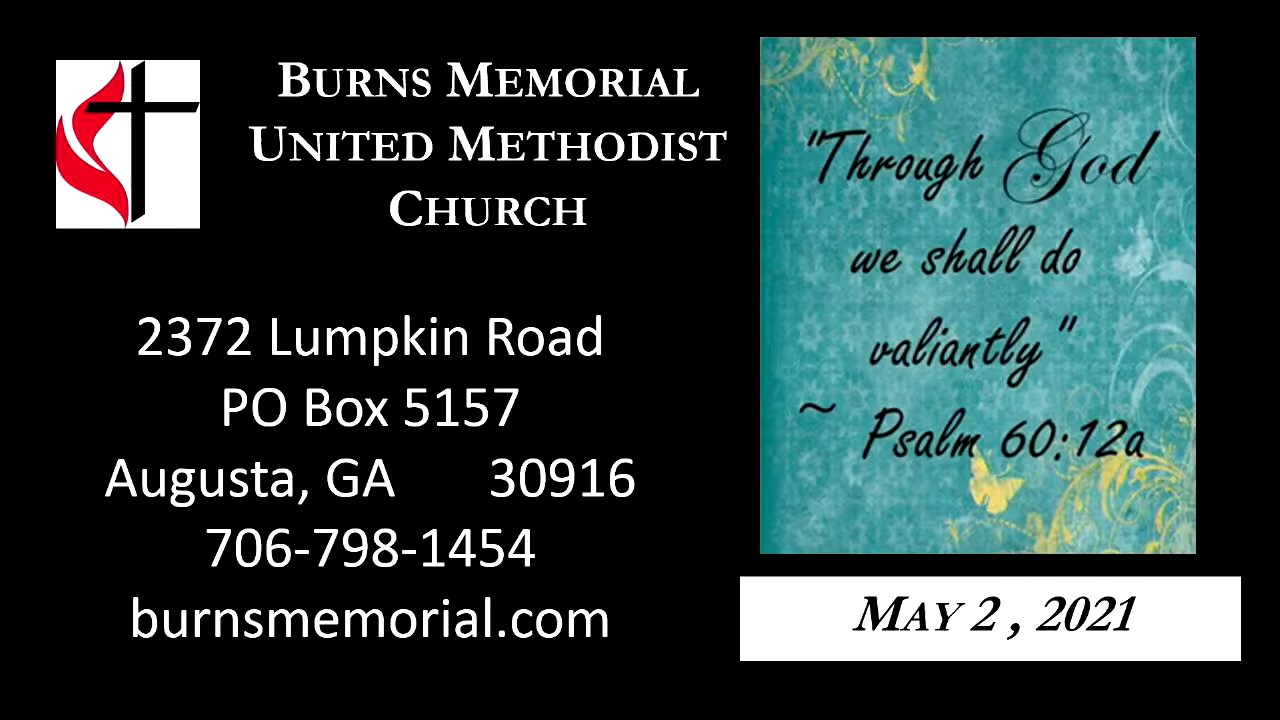 BURNS MEMORIAL
UNITED METHODIST
CHURCH
2372 Lumpkin Road
PO Box 5157
Augusta, GA 30916
706-798-1454
burnsmemorial.com
"Through God
we shall do
valiantly"
~ Psalm 60:12a
MAY 2 , 2021